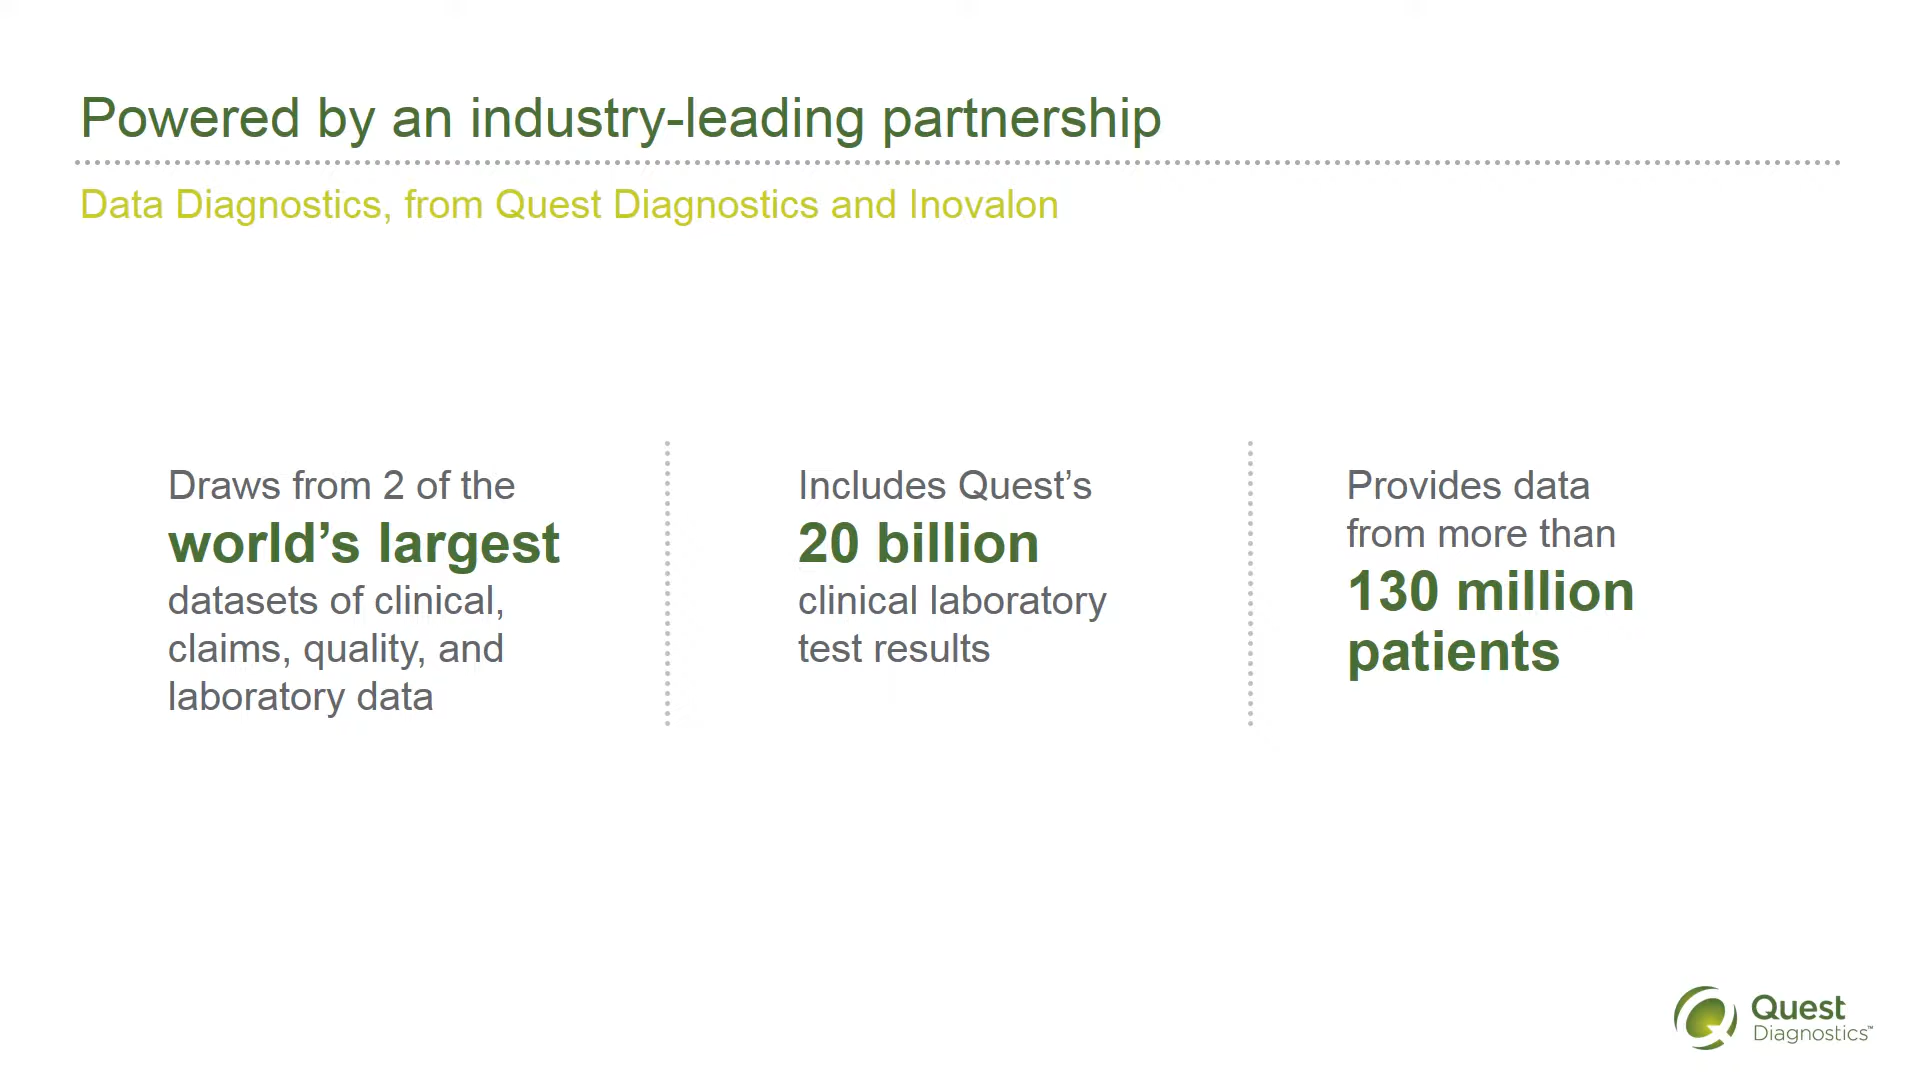 Powered by an industry-leading partnership
Data Diagnostics, from Quest Diagnostics and Inovalon
Draws from 2 of the
world’s largest
datasets of clinical,
claims, quality, and
laboratory data
Includes Quest’s
20 billion
clinical laboratory
test results
Provides data
from more than
130 million
patients
Quest
Diagnostics™